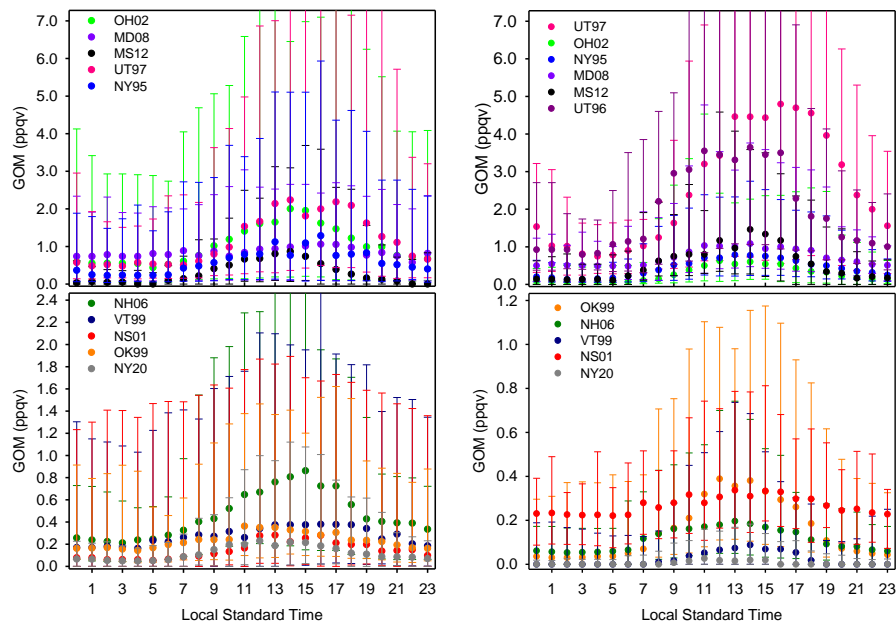 7.0
6.0
5.0
4.0
3.0
2.0
1.0
0.0
GOM (ppqv)
OH02
MD08
MS12
UT97
NY95
7.0
6.0
5.0
4.0
3.0
2.0
1.0
0.0
GOM (ppqv)
UT97
OH02
NY95
MD08
MS12
UT96
2.4
2.2
2.0
1.8
1.6
1.4
1.2
1.0
0.8
0.6
0.4
0.2
0.0
GOM (ppqv)
NH06
VT99
NS01
OK99
NY20
1 3 5 7 9 11 13 15 17 19 21 23
Local Standard Time
1.2
1.0
0.8
0.6
0.4
0.2
0.0
GOM (ppqv)
OK99
NH06
VT99
NS01
NY20
1 3 5 7 9 11 13 15 17 19 21 23
Local Standard Time